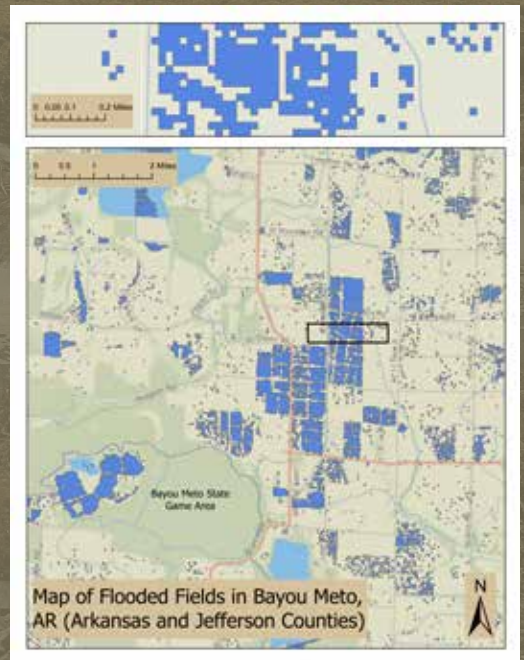 0 0.05 0.1 0.2 Miles
0 0.5 1 2 Miles
Bayou Meto State
Game Area
Map of Flooded Fields in Bayou Meto,
AR (Arkansas and Jefferson Counties)
N